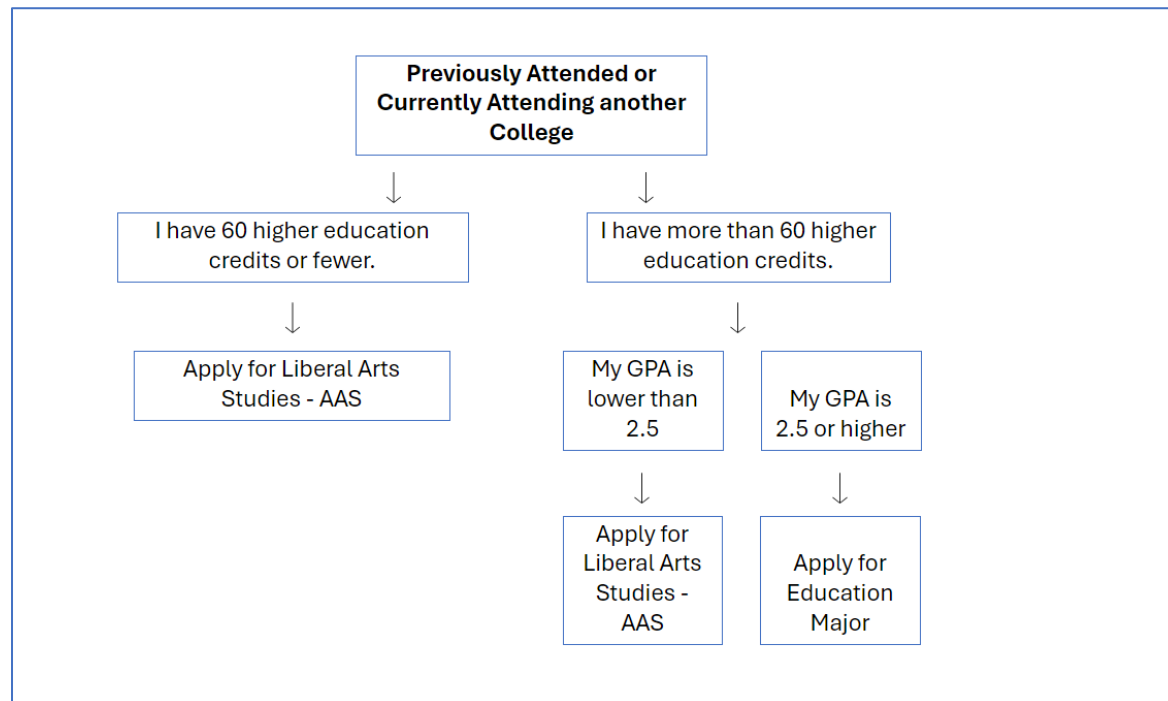 Previously Attended or
Currently Attending another
College
I have 60 higher education
credits or fewer.
I have more than 60 higher
education credits.
Apply for Liberal Arts
Studies - AAS
My GPA is
lower than
2.5
My GPA is
2.5 or higher
Apply for
Liberal Arts
Studies -
AAS
Apply for
Education
Major